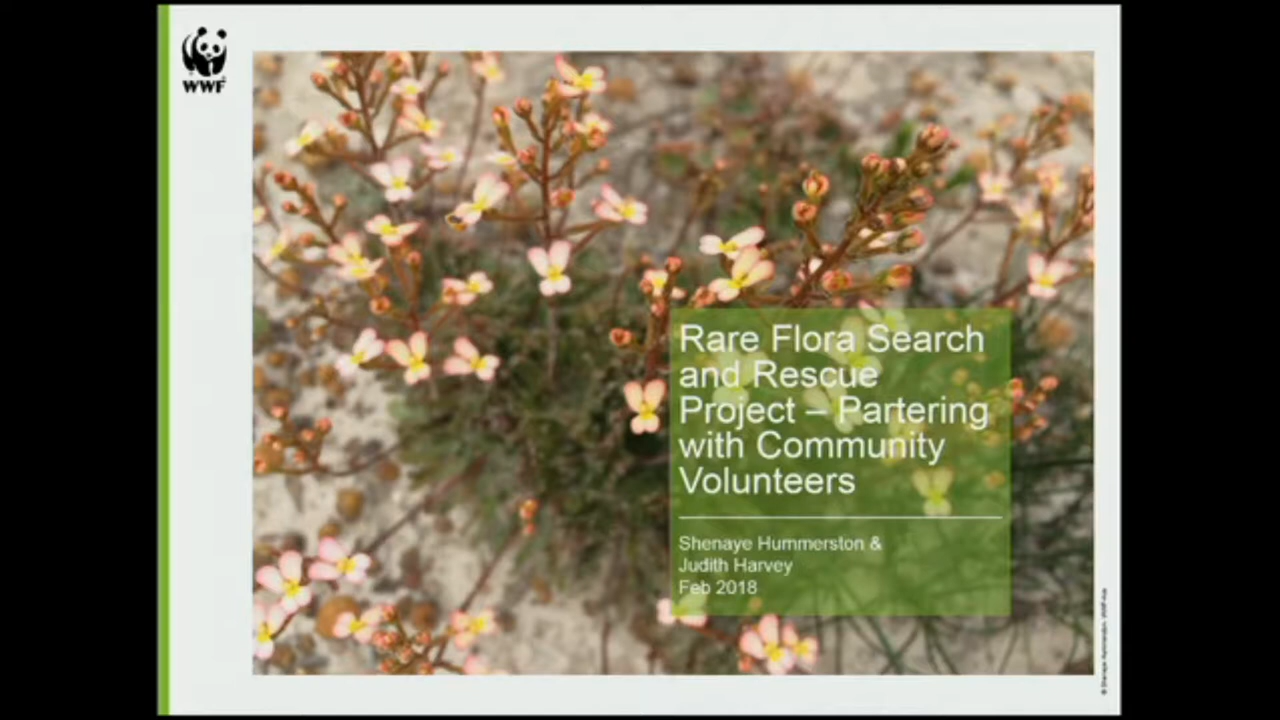 WWF
Rare Flora Search
and Rescue
Project – Partering
with Community
Volunteers
Shenaye Hummerston &
Judith Harvey
Feb 2018